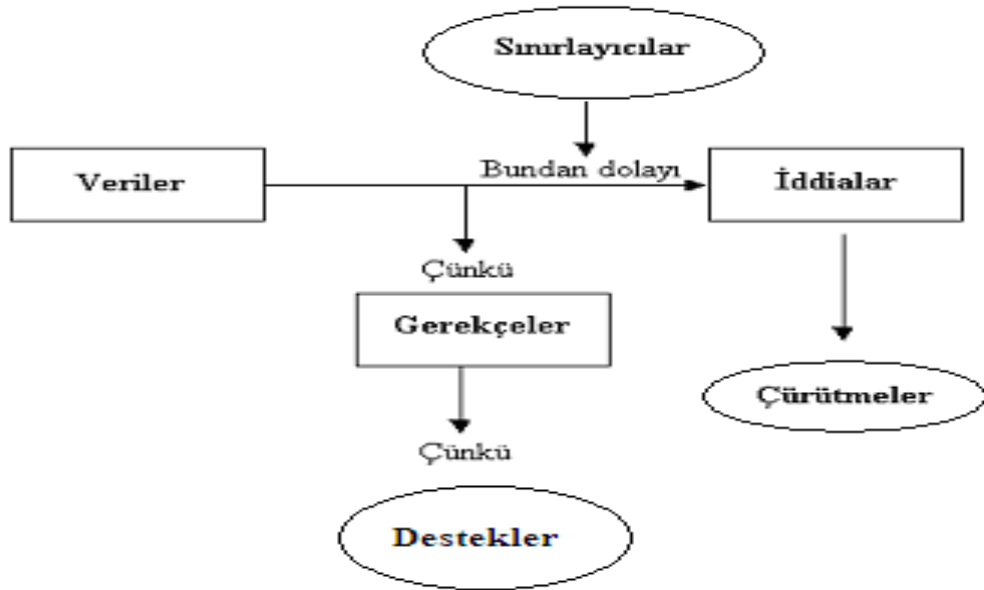 Sınırlayıcılar
Veriler
Bundan dolayı
İddialar
Çünkü
Gerekçeler
Çürütmeler
Çünkü
Destekler